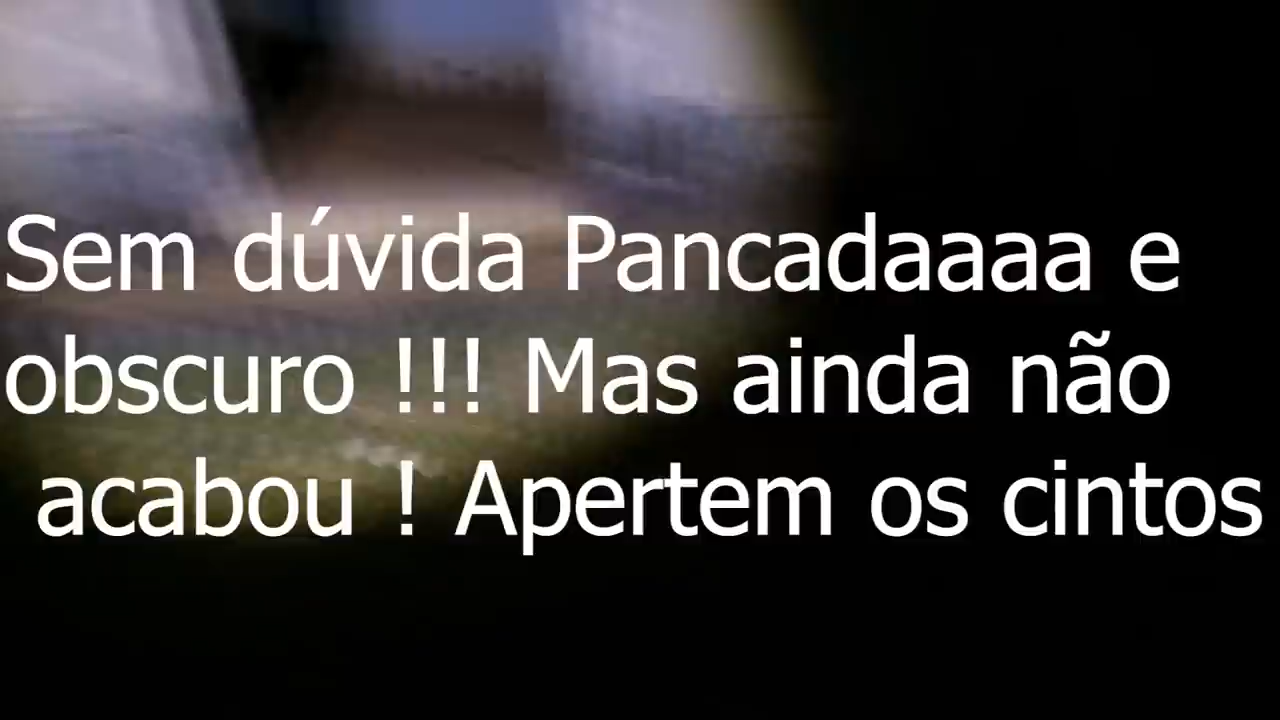 Sem dúvida Pancadaaaa e
obscuro !!! Mas ainda não
acabou ! Apertem os cintos